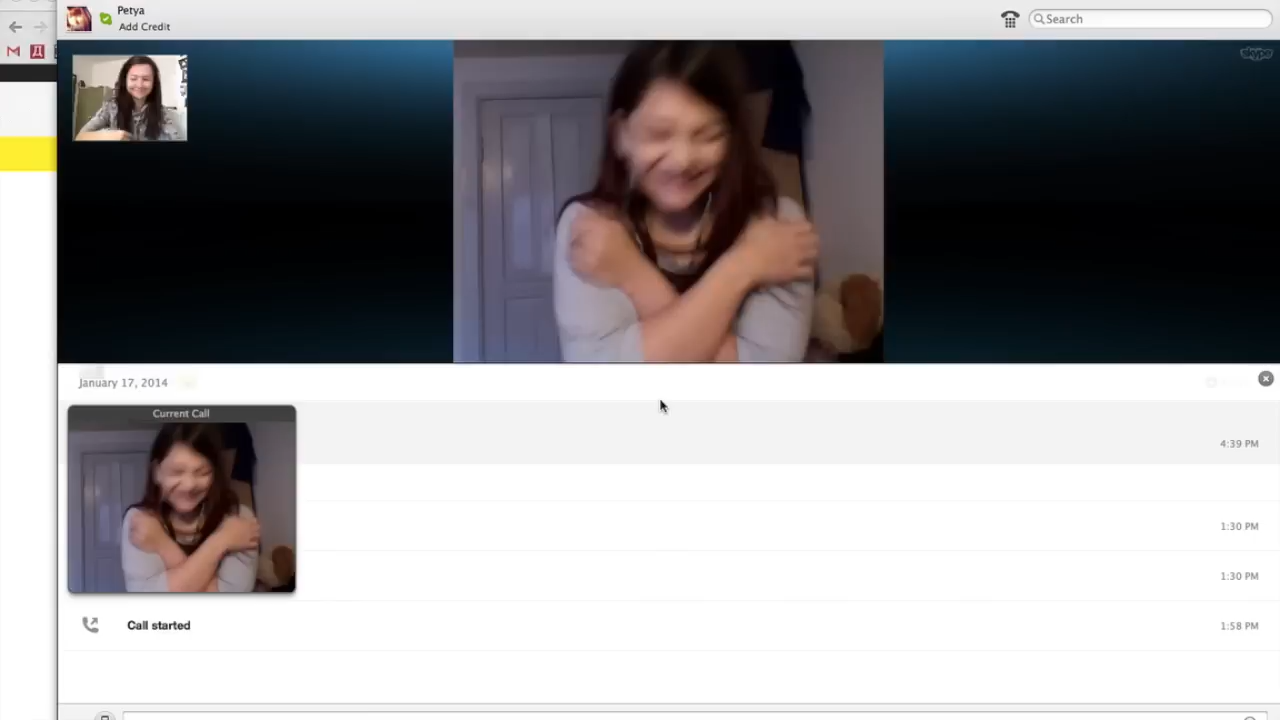 Petya
Add Credit
Search
skype
January 17, 2014
Current Call
4:39 PM
1:30 PM
1:30 PM
Call started
1:58 PM